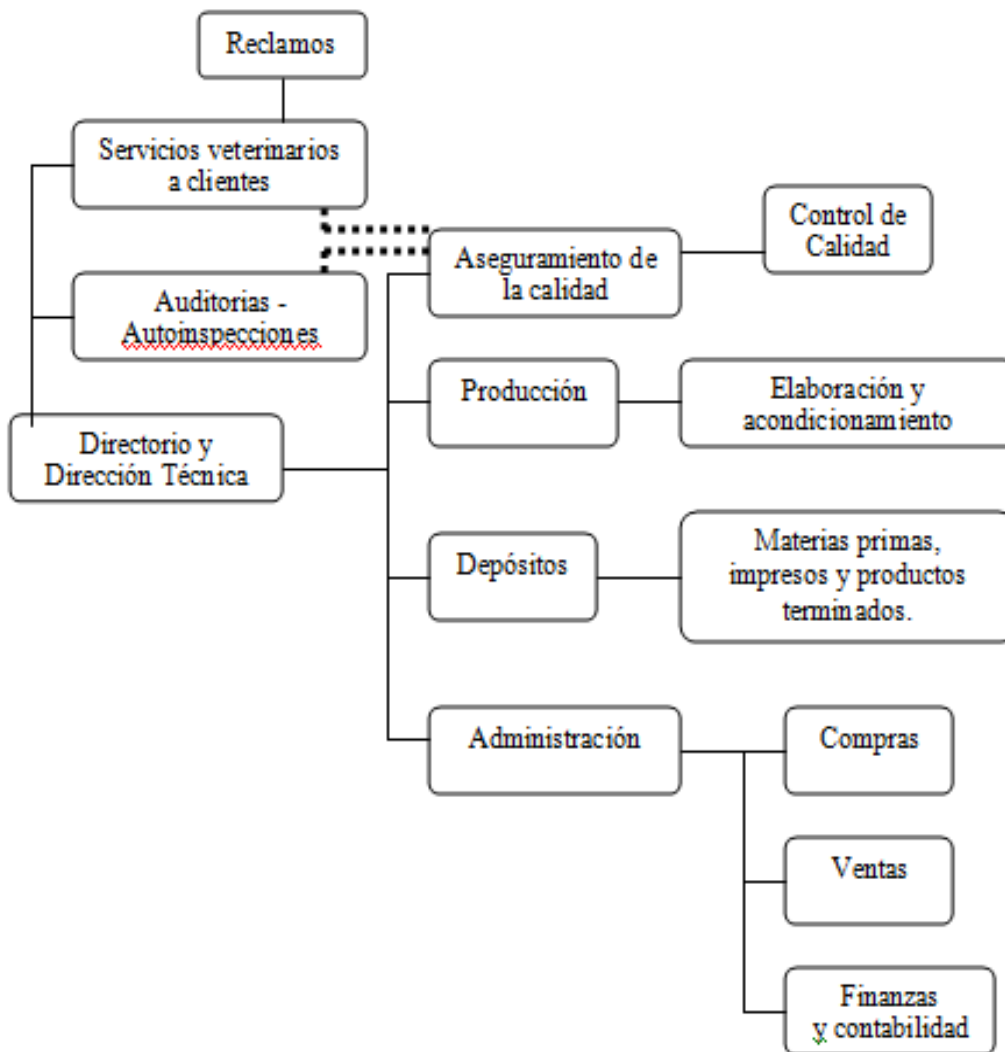 Reclamos
Servicios veterinarios
a clientes
Control de
Calidad
Aseguramiento de
la calidad
Auditorias -
Autoinspecciones
Producción
Elaboración y
acondicionamiento
Directorio y
Dirección Técnica
Depósitos
Materias primas,
impresos y productos
terminados.
Administración
Compras
Ventas
Finanzas
y contabilidad